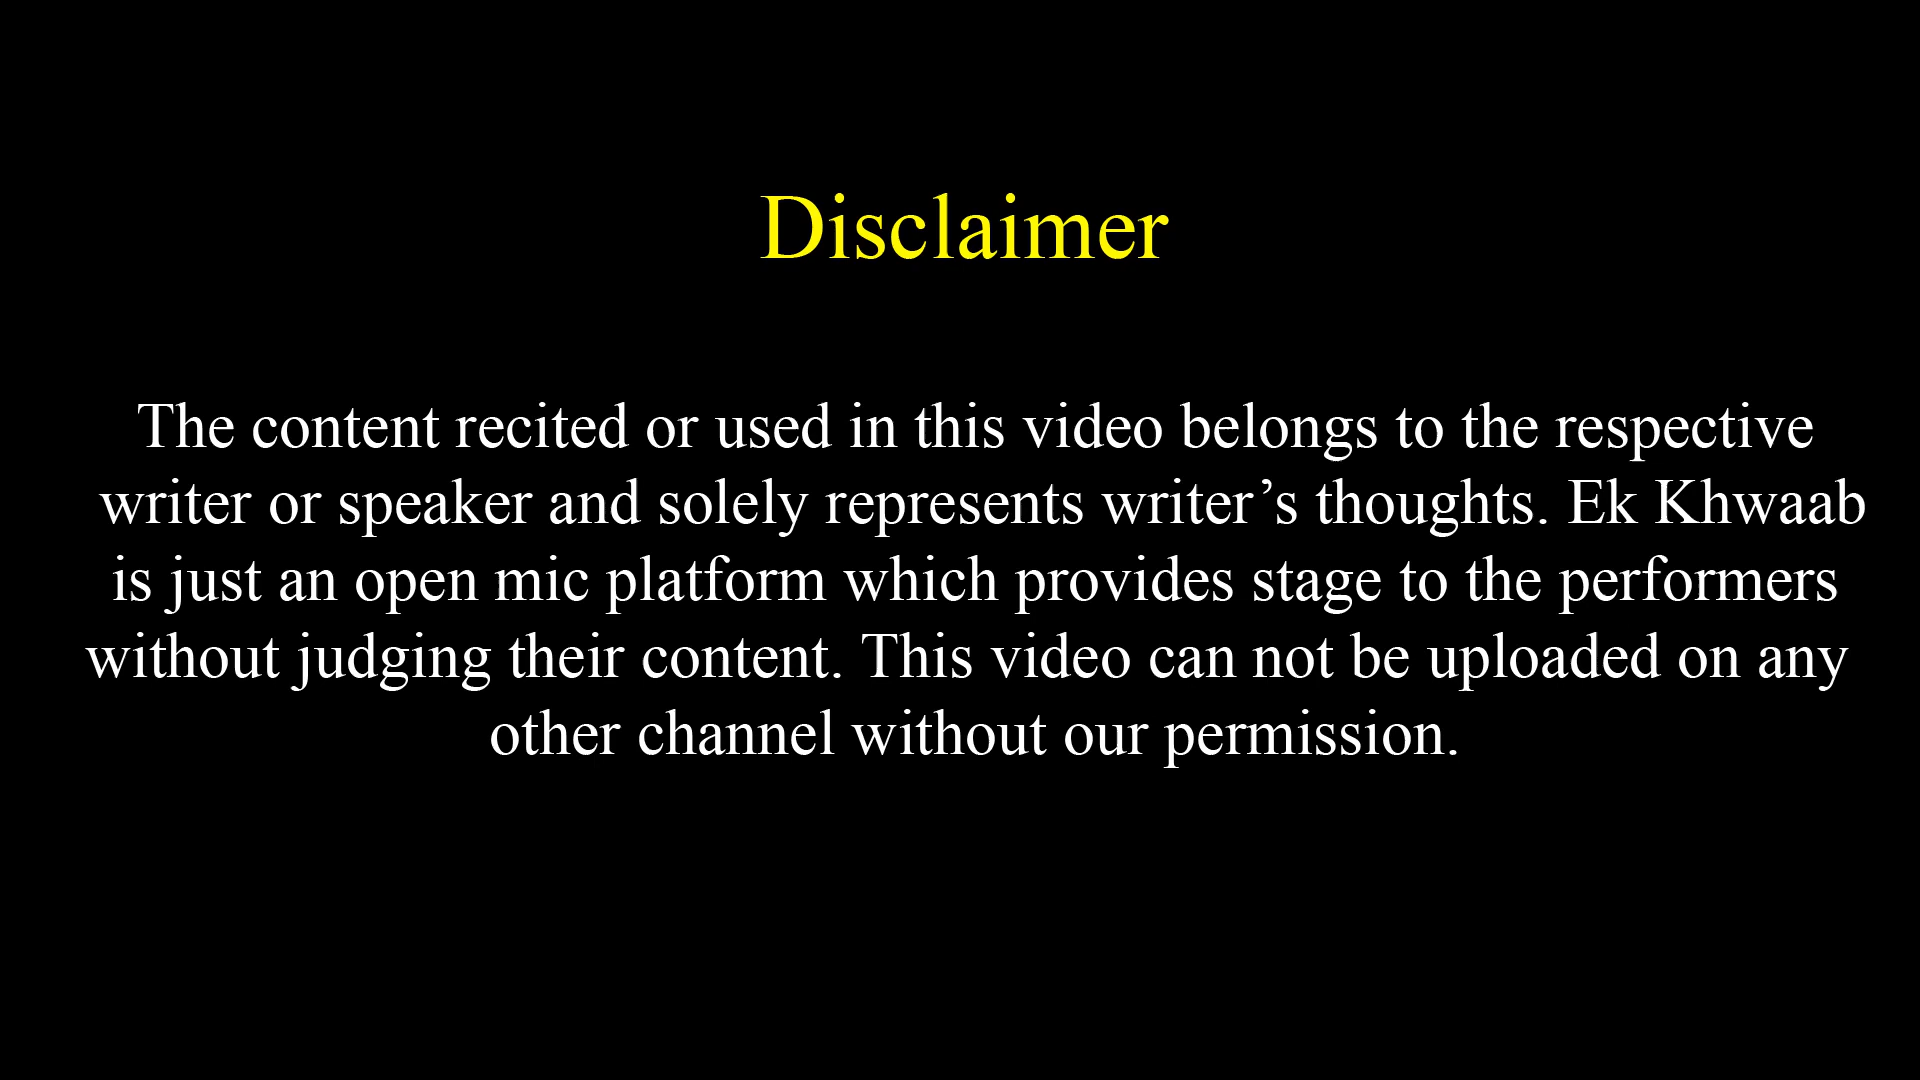 Disclaimer
The content recited or used in this video belongs to the respective
writer or speaker and solely represents writer’s thoughts. Ek Khwaab
is just an open mic platform which provides stage to the performers
without judging their content. This video can not be uploaded on any
other channel without our permission.